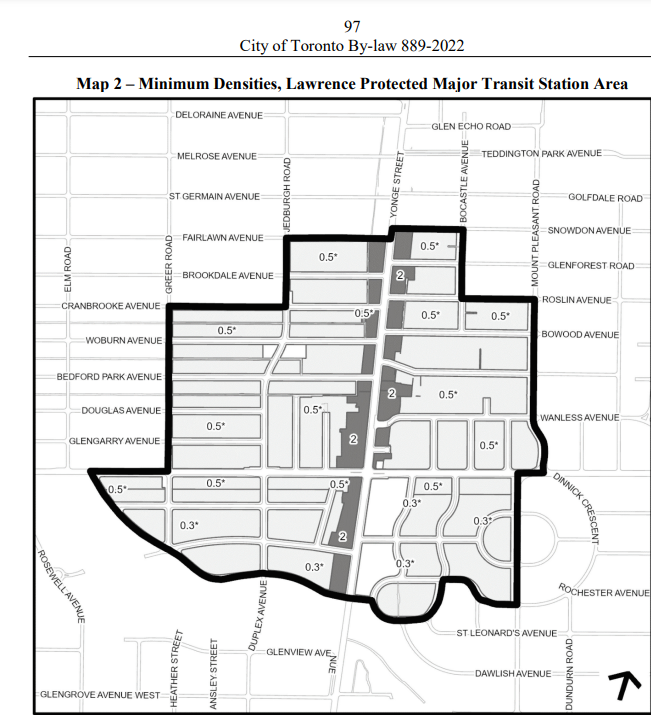 97
City of Toronto By-law 889-2022
Map 2 – Minimum Densities, Lawrence Protected Major Transit Station Area
DELORAINE AVENUE
GLEN ECHO ROAD
MELROSE AVENUE
TEDDINGTON PARK AVENUE
JEDBURGH ROAD
YONGE STREET
BOCASTLE AVENUE
MOUNT PLEASANT ROAD
ST GERMAIN AVENUE
GOLFDALE ROAD
FAIRLAWN AVENUE
SNOWDON AVENUE
ELM ROAD
GREER ROAD
0.5*
0.5*
GLENFOREST ROAD
BROOKDALE AVENUE
2
CRANBROOKE AVENUE
ROSLIN AVENUE
0.5*
0.5*
0.5*
0.5*
WOBURN AVENUE
BOWOOD AVENUE
BEDFORD PARK AVENUE
2
0.5*
DOUGLAS AVENUE
0.5*
WANLESS AVENUE
0.5*
GLENGARRY AVENUE
2
0.5*
0.5*
0.5*
0.5*
0.5*
DINNICK CRESCENT
0.3*
0.3*
0.3*
2
0.3*
0.3*
ROSEWELL AVENUE
ROCHESTER AVENUE
DUPLEX AVENUE
ST LEONARD'S AVENUE
HEATHER STREET
ANSLEY STREET
GLENVIEW AVE
NUE
DAWLISH AVENUE
DUNDURN ROAD
GLENGROVE AVENUE WEST